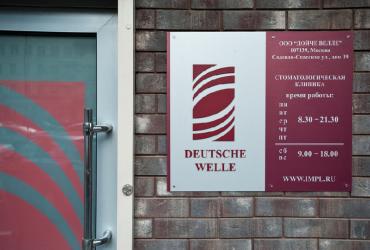 DEUTSCHE
WELLE
ООО "ДОЙЧЕ ВЕЛЛЕ"
107139, Москва
Садовая-Спасская ул., дом 19
СТОМАТОЛОГИЧЕСКАЯ
КЛИНИКА
время работы:
пн
вт
ср 8.30 - 21.30
чт
пт
сб 9.00 - 18.00
вс
WWW.IMPL.RU